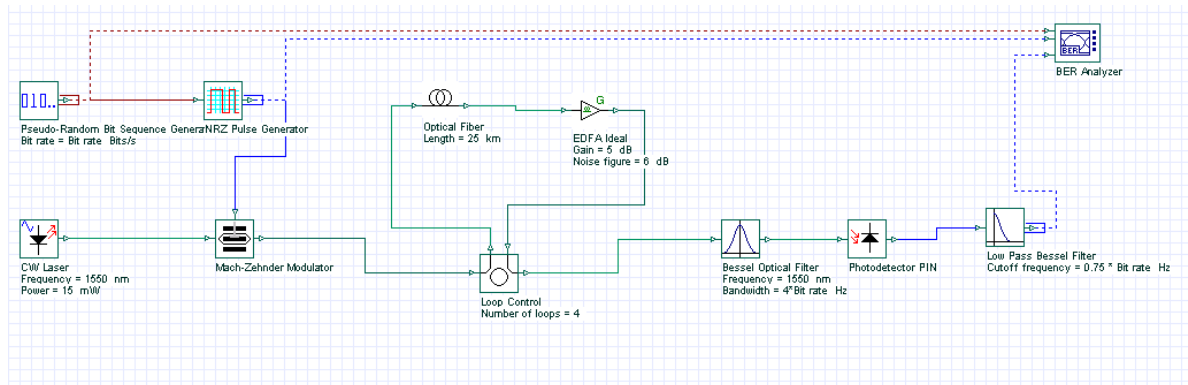 BER
BER Analyzer
010..
Pseudo-Random Bit Sequence Genera
Bit rate = Bit rate Bits/s
NRZ Pulse Generator
Optical Fiber
Length = 25 km
G
EDFA Ideal
Gain = 5 dB
Noise figure = 6 dB
CW Laser
Frequency = 1550 nm
Power = 15 mW
Mach-Zehnder Modulator
Loop Control
Number of loops = 4
Bessel Optical Filter
Frequency = 1550 nm
Bandwidth = 4*Bit rate Hz
Photodetector PIN
Low Pass Bessel Filter
Cutoff frequency = 0.75 * Bit rate Hz